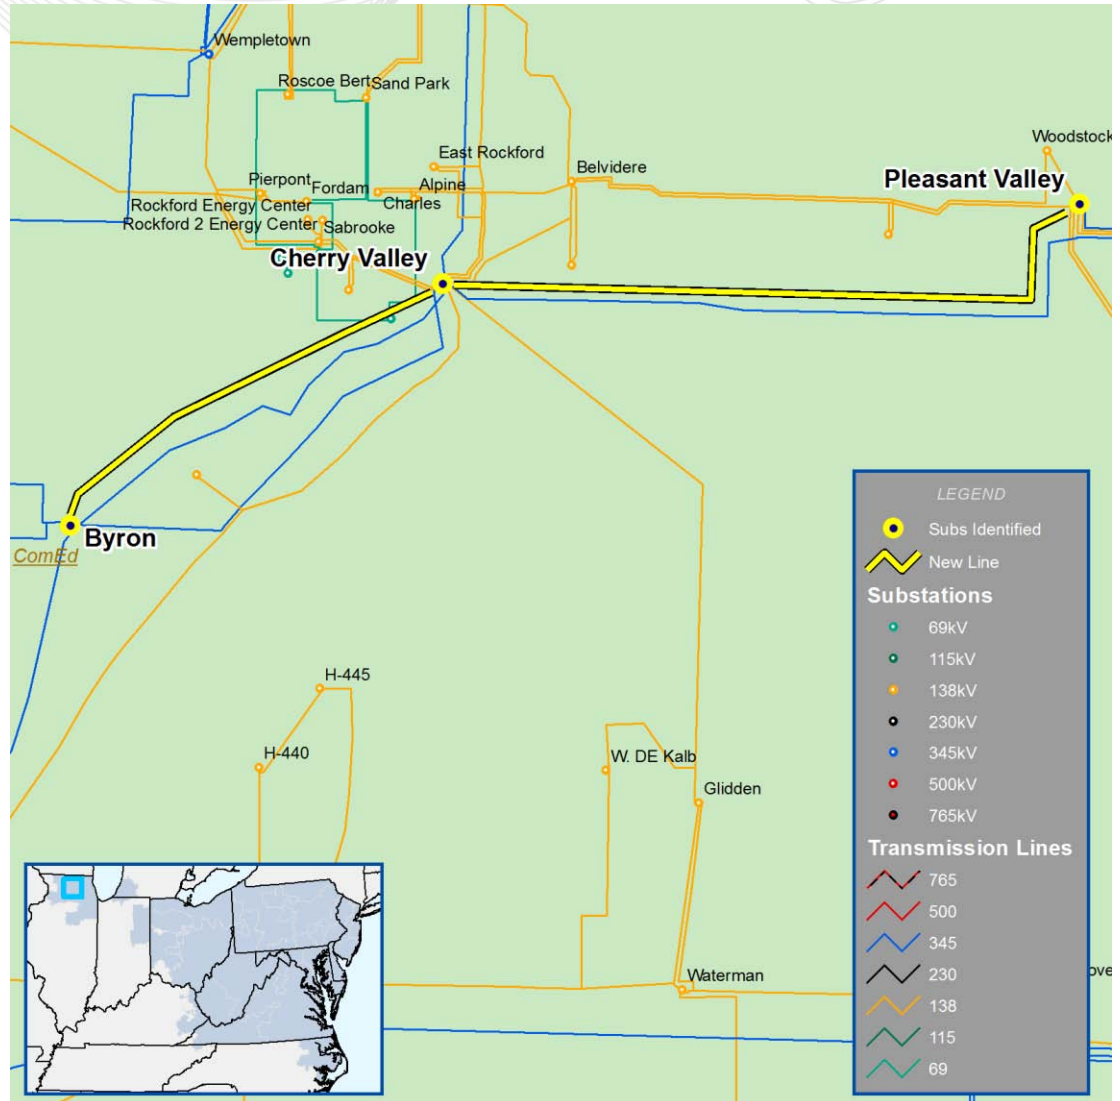 Wempletown
Roscoe Bert
Sand Park
Woodstock
East Rockford
Belvidere
Pleasant Valley
Pierpont
Fordam
Alpine
Charles
Rockford Energy Center
Rockford 2 Energy Center
Sabrooke
Cherry Valley
Byron
ComEd
H-445
H-440
W. DE Kalb
Glidden
Waterman
LEGEND
Subs Identified
New Line
Substations
69kV
115kV
138kV
230kV
345kV
500kV
765kV
Transmission Lines
765
500
345
230
138
115
69